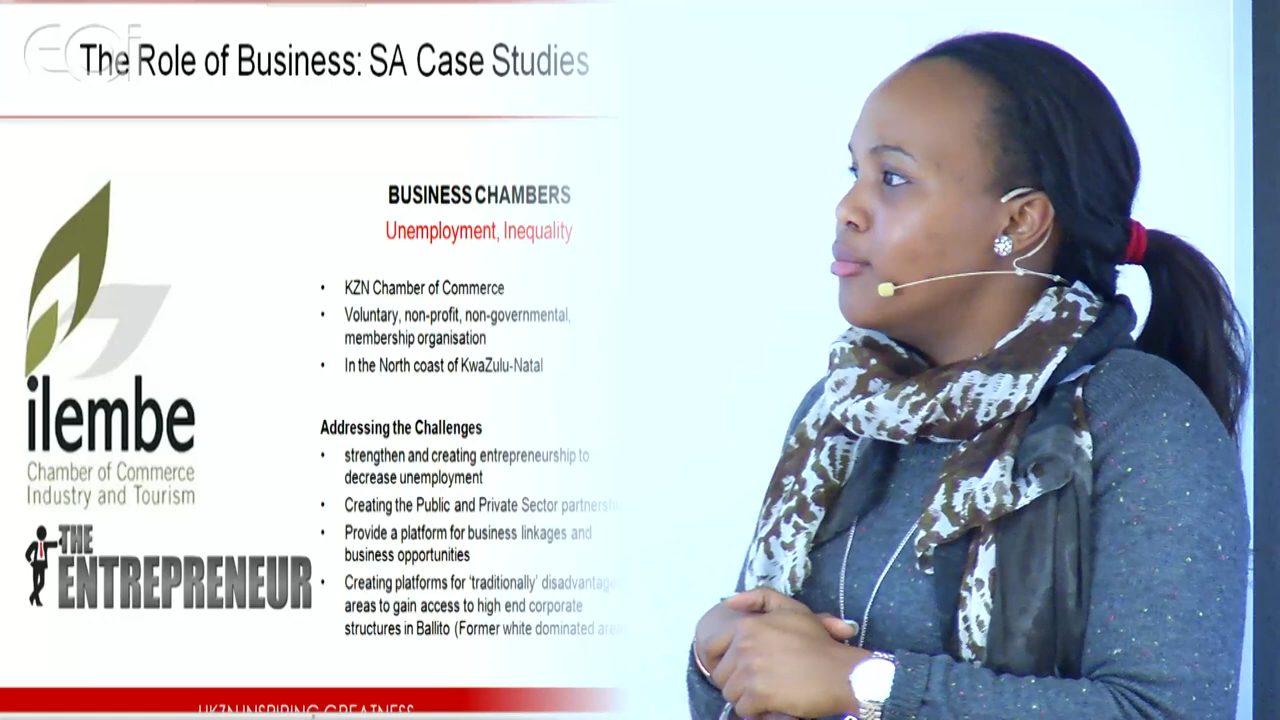 The Role of Business: SA Case Studies
BUSINESS CHAMBERS
Unemployment, Inequality
• KZN Chamber of Commerce
• Voluntary, non-profit, non-governmental,
membership organisation
• In the North coast of KwaZulu-Natal
ilembe
Chamber of Commerce
Industry and Tourism
Addressing the Challenges
• strengthen and creating entrepreneurship to
decrease unemployment
• Creating the Public and Private Sector
• Provide a platform for business linkages and
business opportunities
• Creating platforms for 'traditionally'
areas to gain access to high end corporate
structures in Ballito (Former white dominated
THE
ENTREPRENEUR
UKZN INSPIRING GREATNESS